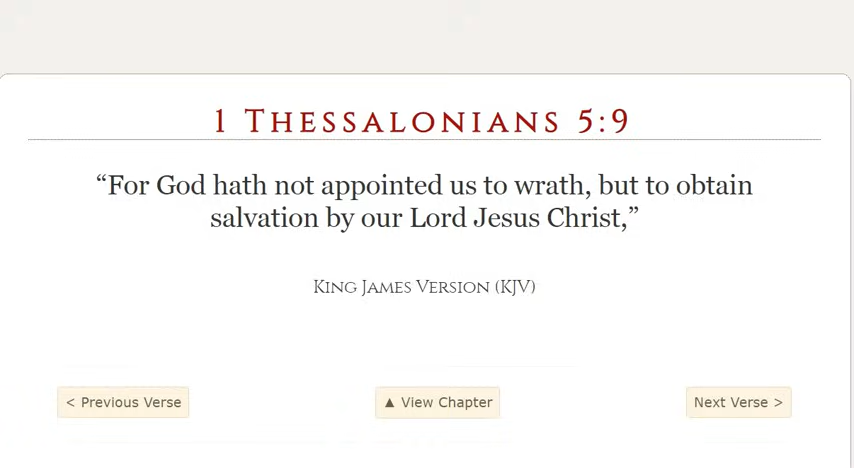 1 Thessalonians 5:9
“For God hath not appointed us to wrath, but to obtain
salvation by our Lord Jesus Christ,”
King James Version (KJV)
< Previous Verse
▲ View Chapter
Next Verse >